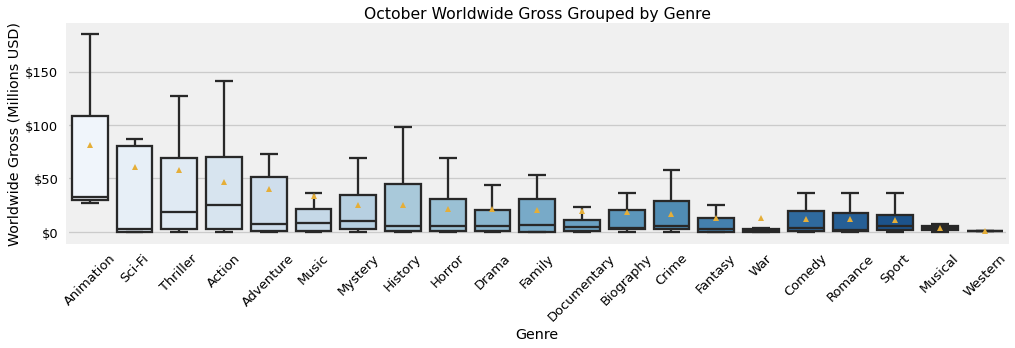 October Worldwide Gross Grouped by Genre
Worldwide Gross (Millions USD)
$150
$100
$50
$0
Animation
Sci-Fi
Thriller
Action
Adventure
Music
Mystery
History
Horror
Drama
Family
Documentary
Biography
Crime
Fantasy
War
Comedy
Romance
Sport
Musical
Western
Genre